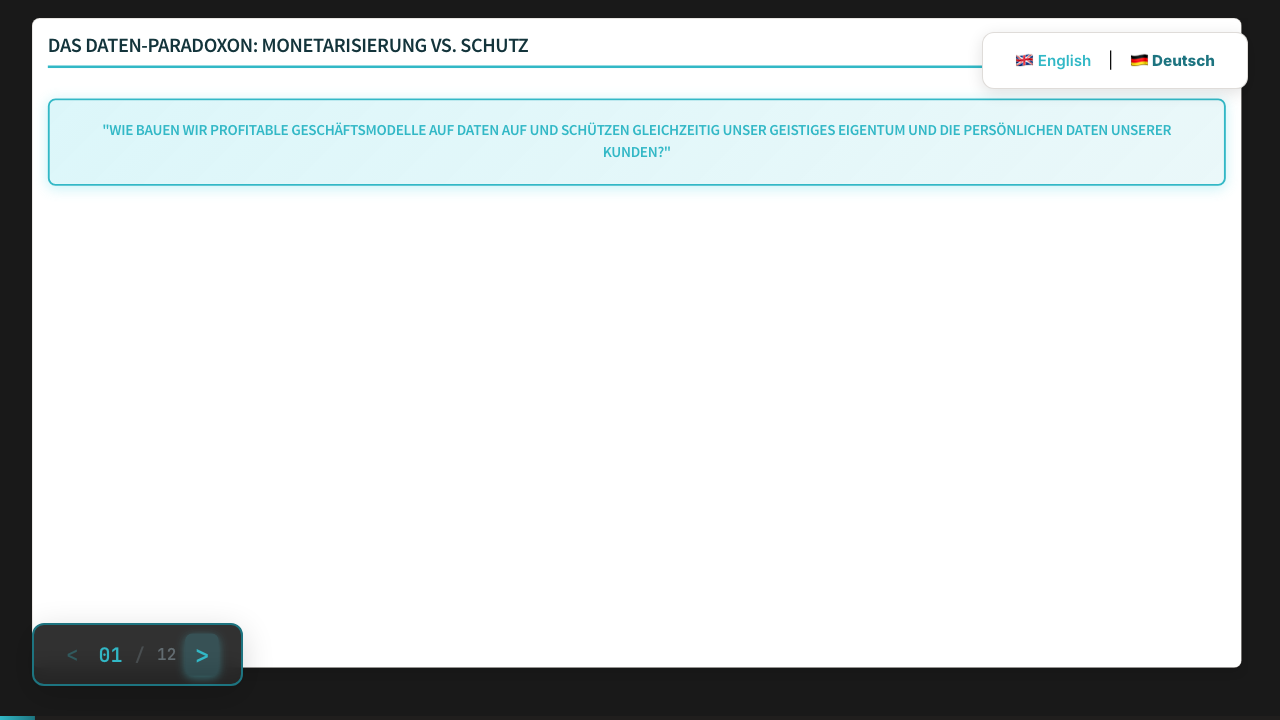 DAS DATEN-PARADOXON: MONETARISIERUNG VS. SCHUTZ
🇬🇧 English | 🇩🇪 Deutsch
"WIE BAUEN WIR PROFITABLE GESCHÄFTSMODELLE AUF DATEN AUF UND SCHÜTZEN GLEICHZEITIG UNSER GEISTIGES EIGENTUM UND DIE PERSÖNLICHEN DATEN UNSERER
KUNDEN?"
< 01 / 12 >